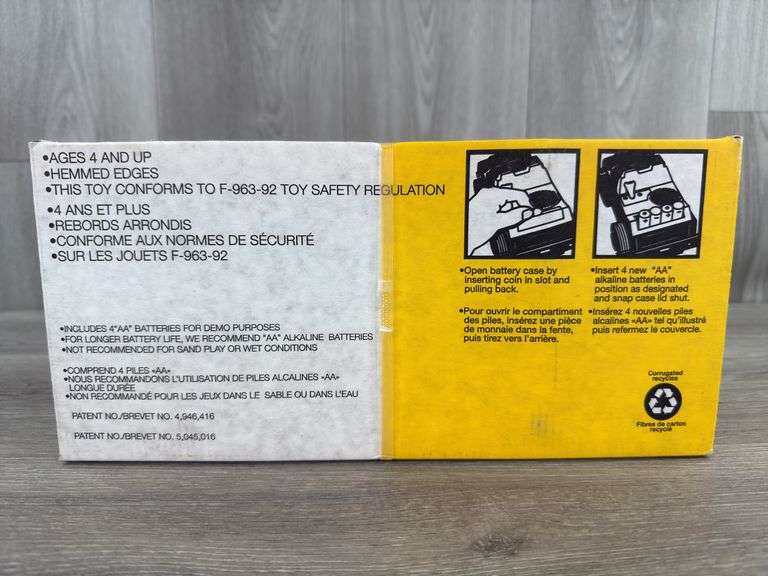 •AGES 4 AND UP
•HEMMED EDGES
•THIS TOY CONFORMS TO F-963-92 TOY SAFETY REGULATION
•4 ANS ET PLUS
•REBORDS ARRONDIS
•CONFORME AUX NORMES DE SÉCURITÉ
•SUR LES JOUETS F-963-92
•INCLUDES 4"AA" BATTERIES FOR DEMO PURPOSES
•FOR LONGER BATTERY LIFE, WE RECOMMEND "AA" ALKALINE BATTERIES
•NOT RECOMMENDED FOR SAND PLAY OR WET CONDITIONS
•COMPREND 4 PILES «AA»
•NOUS RECOMMANDONS L'UTILISATION DE PILES ALCALINES «AA»
LONGUE DURÉE
•NON RECOMMANDÉ POUR LES JEUX DANS LE SABLE OU DANS L'EAU
PATENT NO./BREVET NO. 4,946,416
PATENT NO./BREVET NO. 5,045,016
•Open battery case by
inserting coin in slot and
pulling back.
•Pour ouvrir le compartiment
des piles, insérez une pièce
de monnaie dans la fente,
puis tirez vers l'arrière.
•Insert 4 new "AA"
alkaline batteries in
position as designated
and snap case lid shut.
•Insérez 4 nouvelles piles
alcalines «AA» tel qu'illustré
puis refermez le couvercle.
Corrugated
recycles
Fibres de carton
recyclé